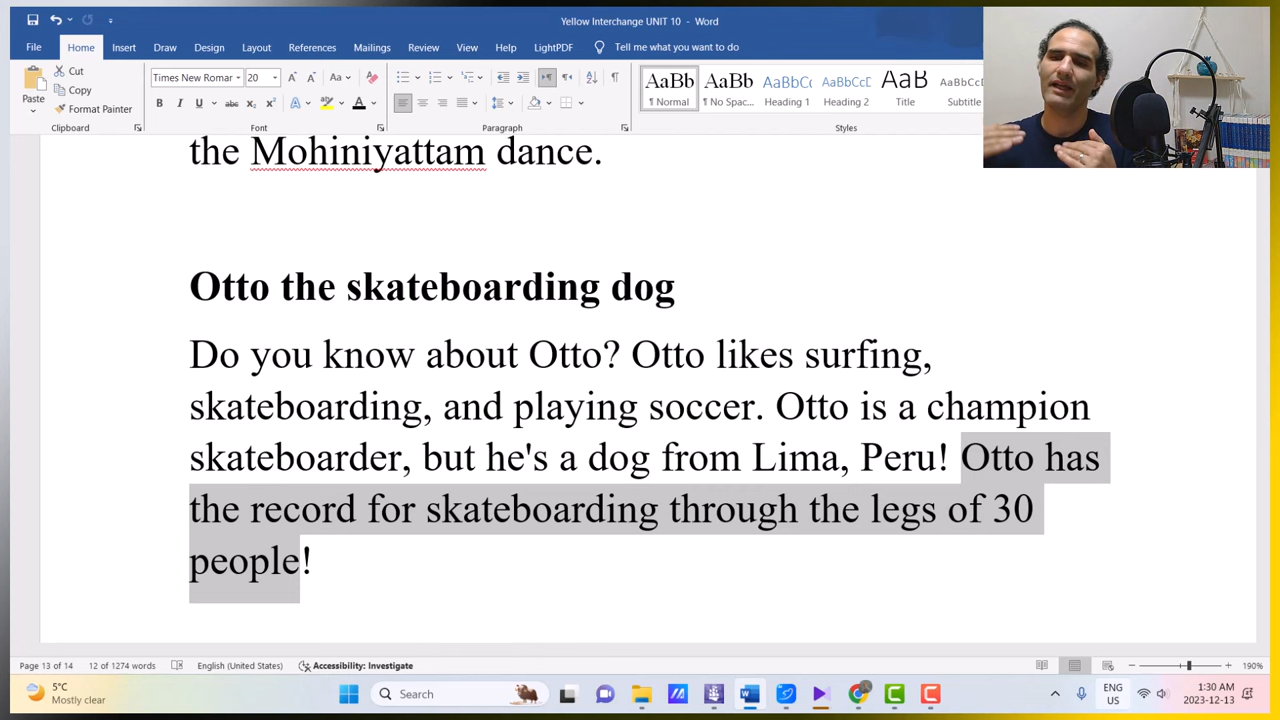 Yellow Interchange UNIT 10 - Word
File Home Insert Draw Design Layout References Mailings Review View Help LightPDF Tell me what you want to do
Paste
Cut
Copy
Format Painter
Clipboard
Times New Romar 20
Font
Paragraph
AaBb AaBb AaBbCcD AaBbCcD AaB AaBbCcD
¶ Normal ¶ No Spac... Heading 1 Heading 2 Title Subtitle
Styles
the Mohiniyattam dance.
Otto the skateboarding dog
Do you know about Otto? Otto likes surfing,
skateboarding, and playing soccer. Otto is a champion
skateboarder, but he's a dog from Lima, Peru! Otto has
the record for skateboarding through the legs of 30
people!
Page 13 of 14 12 of 1274 words English (United States) Accessibility: Investigate 190%
5°C
Mostly clear
Search
ENG
US
1:30 AM
2023-12-13